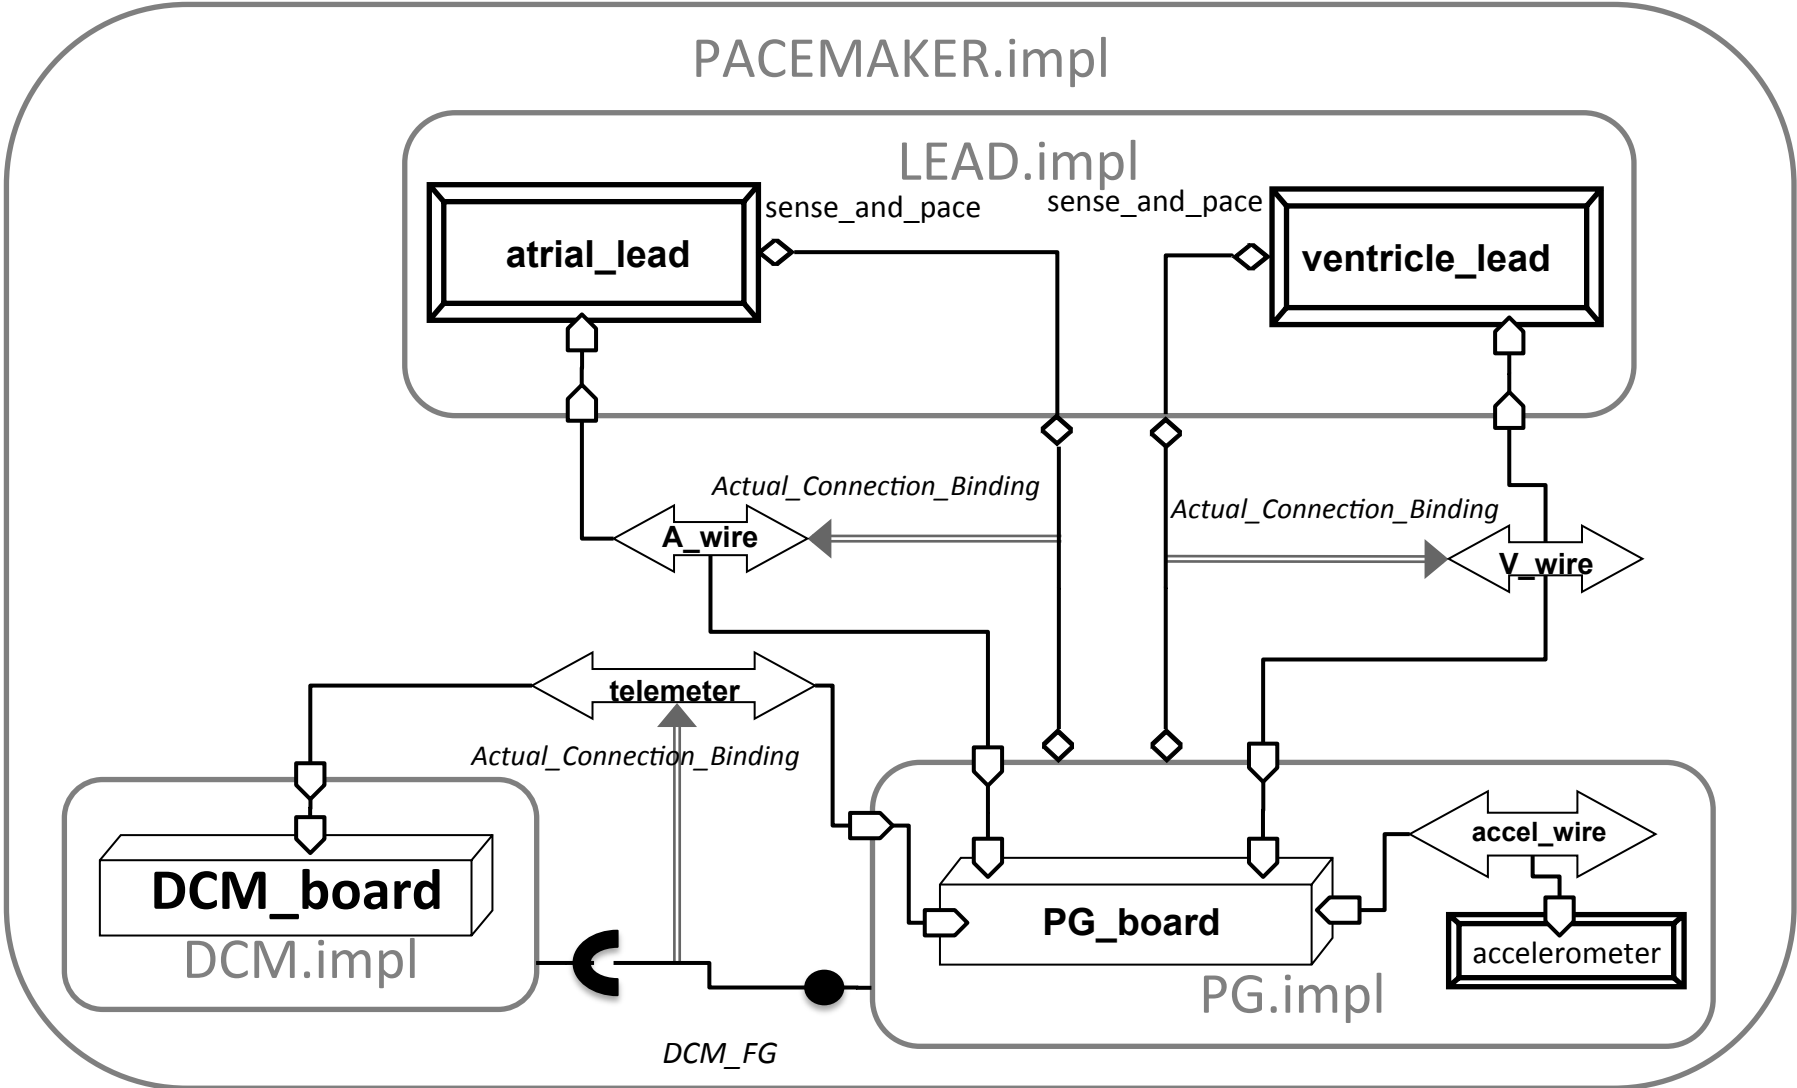 PACEMAKER.impl
LEAD.impl
sense_and_pace
sense_and_pace
atrial_lead
ventricle_lead
Actual_Connection_Binding
Actual_Connection_Binding
A_wire
V_wire
telemeter
Actual_Connection_Binding
accel_wire
DCM_board
PG_board
accelerometer
DCM.impl
PG.impl
DCM_FG